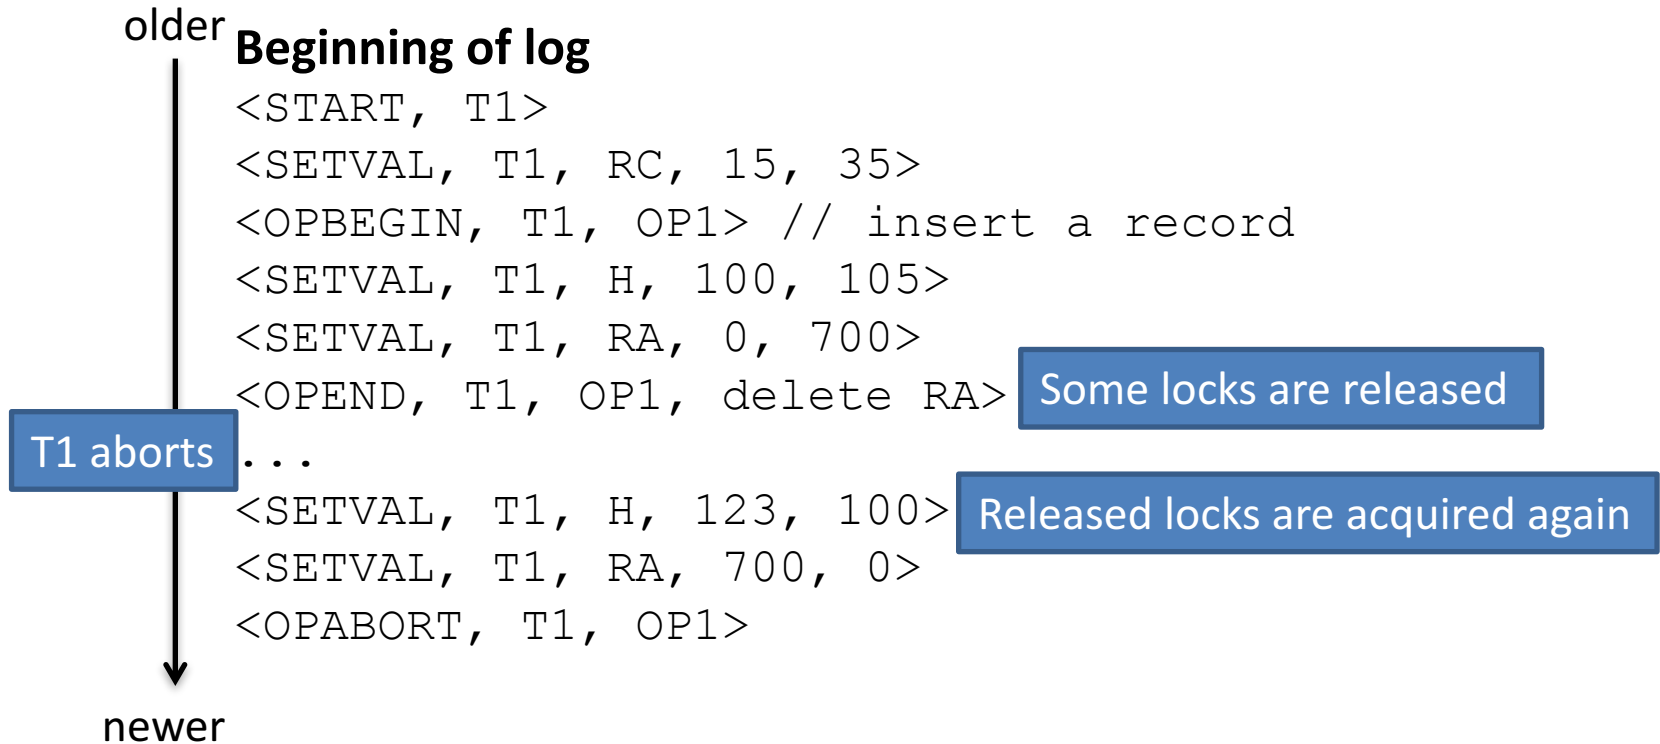 older
Beginning of log
<START, T1>
<SETVAL, T1, RC, 15, 35>
<OPBEGIN, T1, OP1> // insert a record
<SETVAL, T1, H, 100, 105>
<SETVAL, T1, RA, 0, 700>
<OPEND, T1, OP1, delete RA>
Some locks are released
T1 aborts
...
<SETVAL, T1, H, 123, 100>
Released locks are acquired again
<SETVAL, T1, RA, 700, 0>
<OPABORT, T1, OP1>
newer